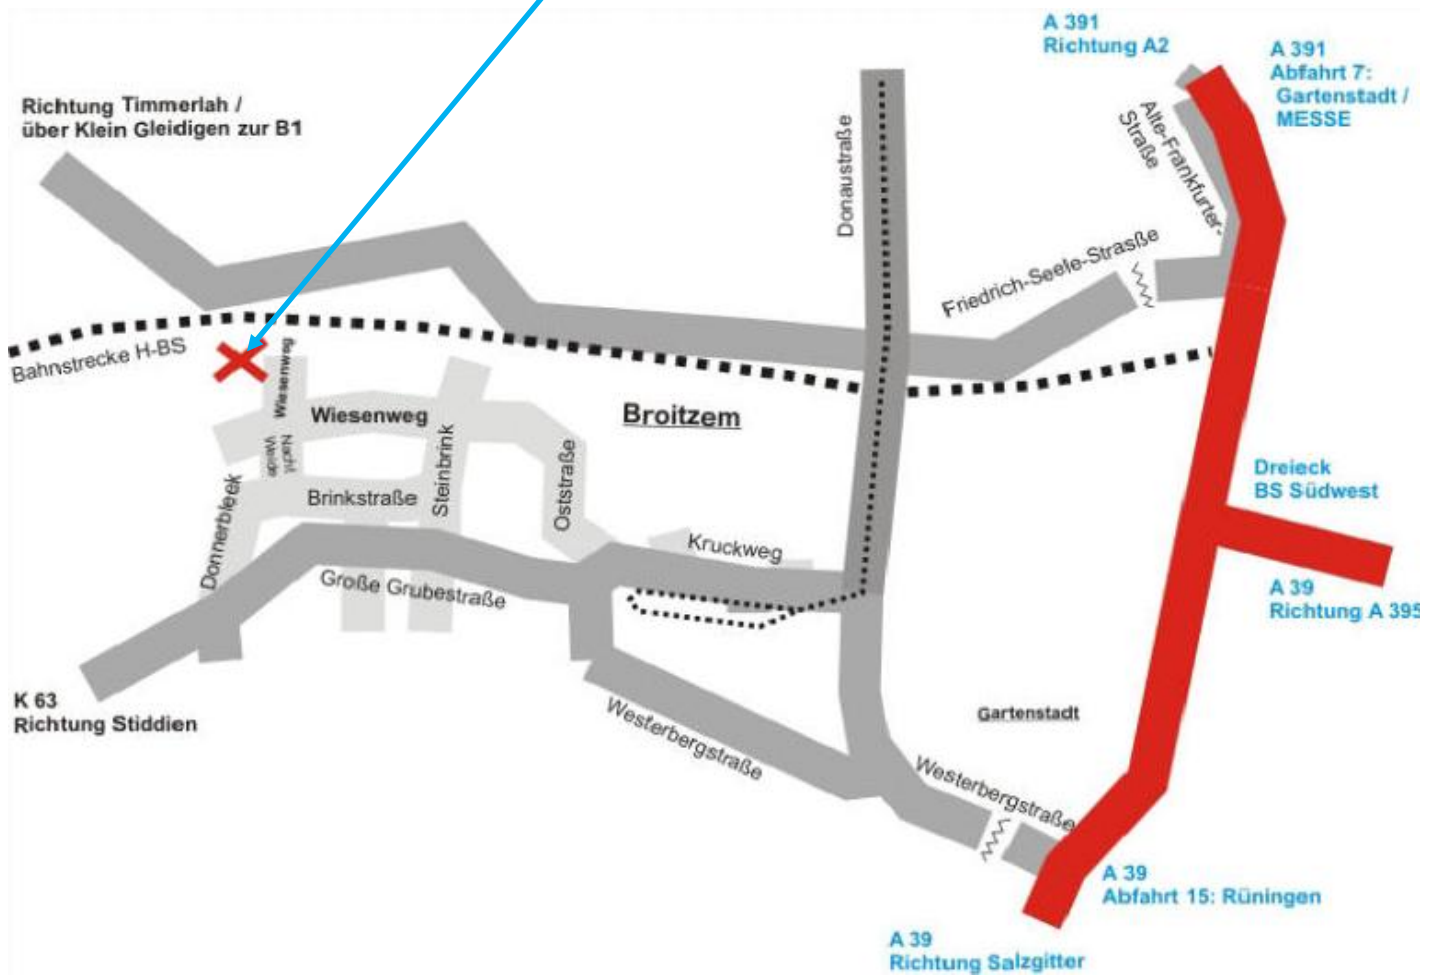 A 391
Richtung A2
A 391
Abfahrt 7:
Gartenstadt /
MESSE
Richtung Timmerlah /
über Klein Gleidigen zur B1
Alte-Frankfurter-
Straße
Donaustraße
Friedrich-Seele-Strasße
Bahnstrecke H-BS
Wiesenweg
Wiesenweg
Broitzem
Nachl
Weide
Steinbrink
Oststraße
Brinkstraße
Donnerbleek
Dreieck
BS Südwest
Kruckweg
Große Grubestraße
A 39
Richtung A 395
K 63
Richtung Stiddien
Gartenstadt
Westerbergstraße
Westerbergstraße
A 39
Abfahrt 15: Rüningen
A 39
Richtung Salzgitter